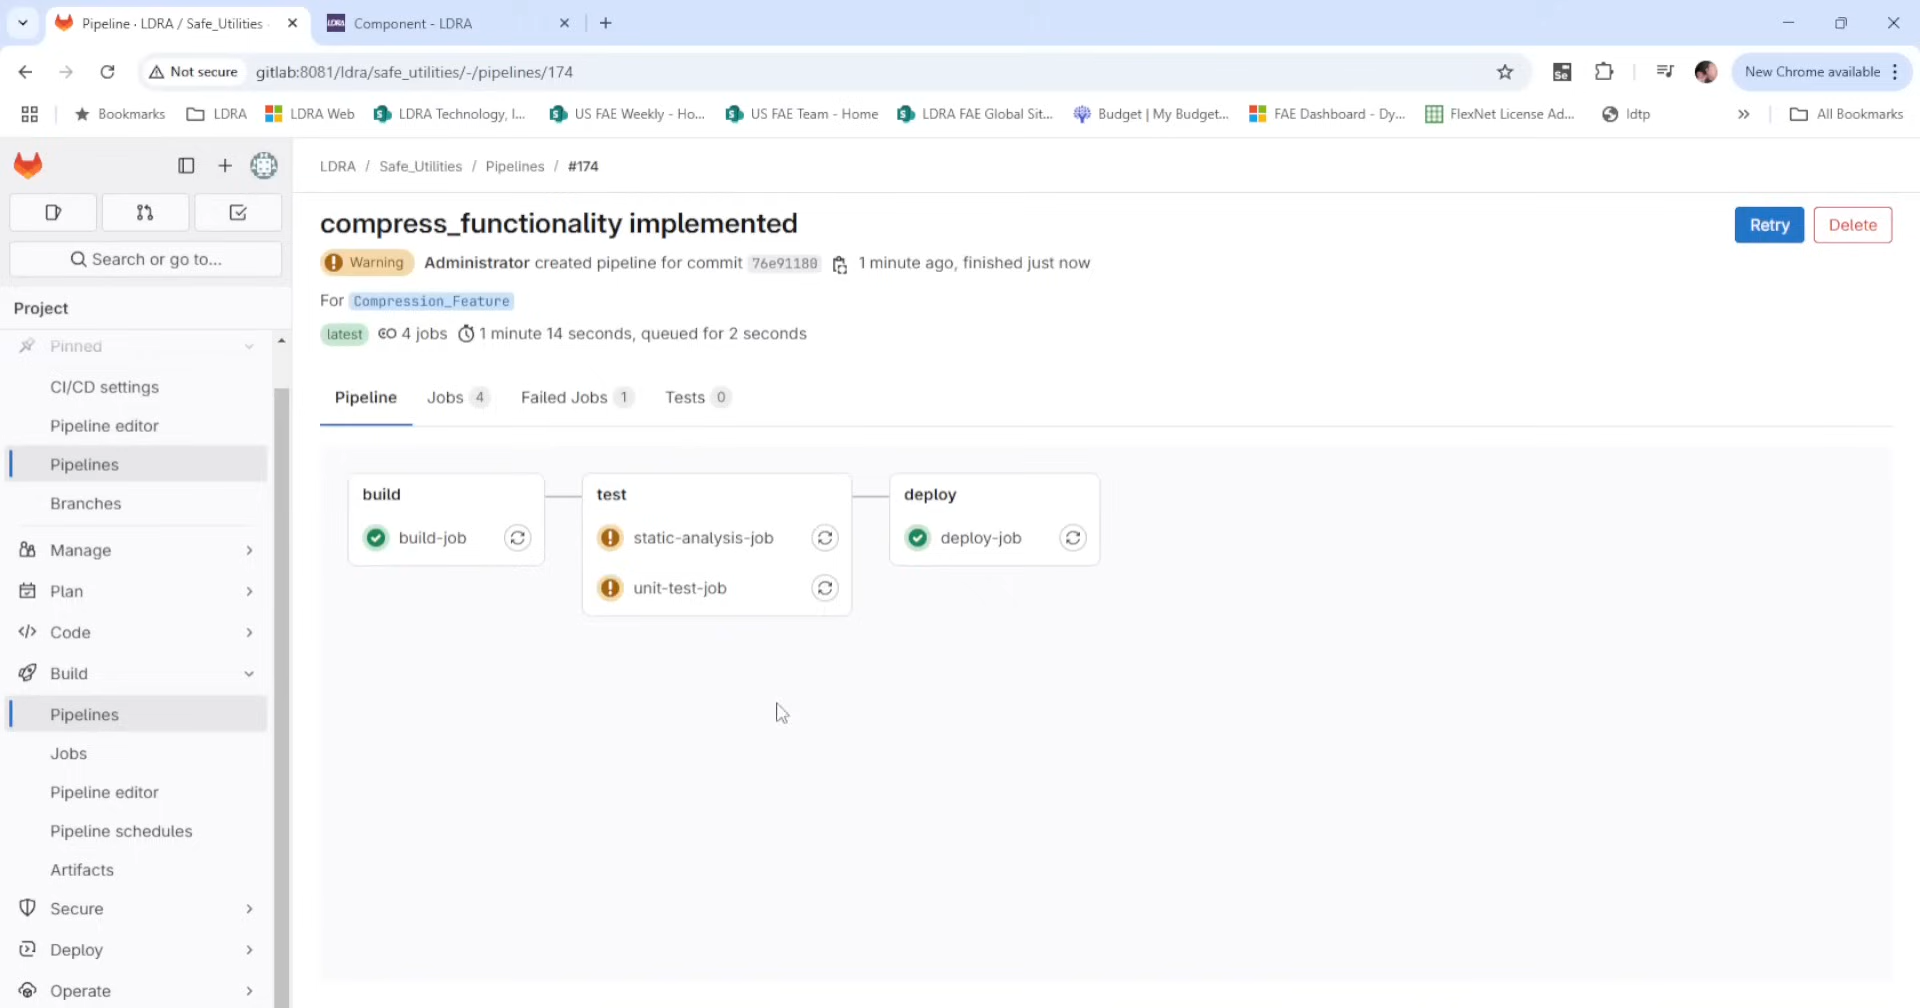 Pipeline · LDRA / Safe_Utilities
Component - LDRA
Not secure
gitlab:8081/ldra/safe_utilities/-/pipelines/174
New Chrome available
Bookmarks
LDRA
LDRA Web
LDRA Technology, I...
US FAE Weekly - Ho...
US FAE Team - Home
LDRA FAE Global Sit...
Budget | My Budget...
FAE Dashboard - Dy...
FlexNet License Ad...
ldtp
All Bookmarks
LDRA / Safe_Utilities / Pipelines / #174
Search or go to...
Project
Pinned
CI/CD settings
Pipeline editor
Pipelines
Branches
Manage
Plan
Code
Build
Pipelines
Jobs
Pipeline editor
Pipeline schedules
Artifacts
Secure
Deploy
Operate
compress_functionality implemented
Retry
Delete
Warning Administrator created pipeline for commit 76e91180 1 minute ago, finished just now
For Compression_Feature
latest 4 jobs 1 minute 14 seconds, queued for 2 seconds
Pipeline
Jobs 4
Failed Jobs 1
Tests 0
build
build-job
test
static-analysis-job
unit-test-job
deploy
deploy-job